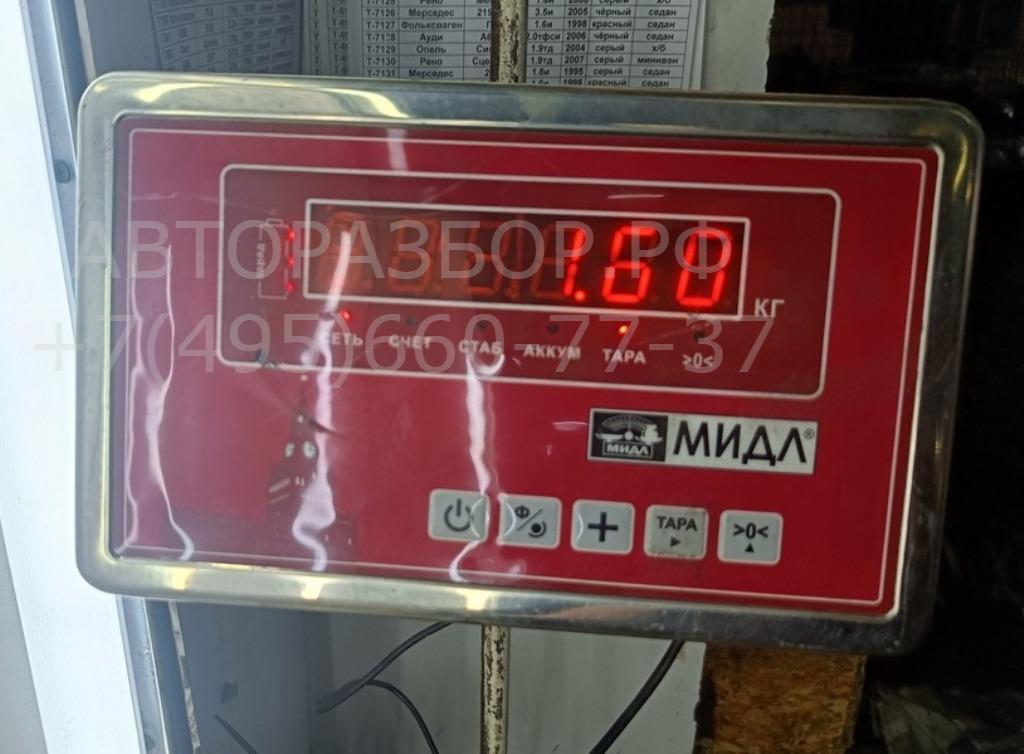 Т-7126 Мерседес 3.5и 2005 чёрный седан
Т-7127 Фольксваген 1.6и 1998 красный седан
Т-7128 Ауди 2006 чёрный седан
Т-7129 Опель 1.9тд 2004 серый х/б
Т-7130 Рено 1.9тд 2007 серый минивэн
Т-7131 Мерседес 1.8и 1995 серый седан
АВТОРАЗБОР.РФ
1.60
КГ
+7(495)669-77-37
СЕТЬ СЧЕТ СТАБ АККУМ ТАРА >0<
МИДЛ МИДЛ®
Ф
+ ТАРА >0<